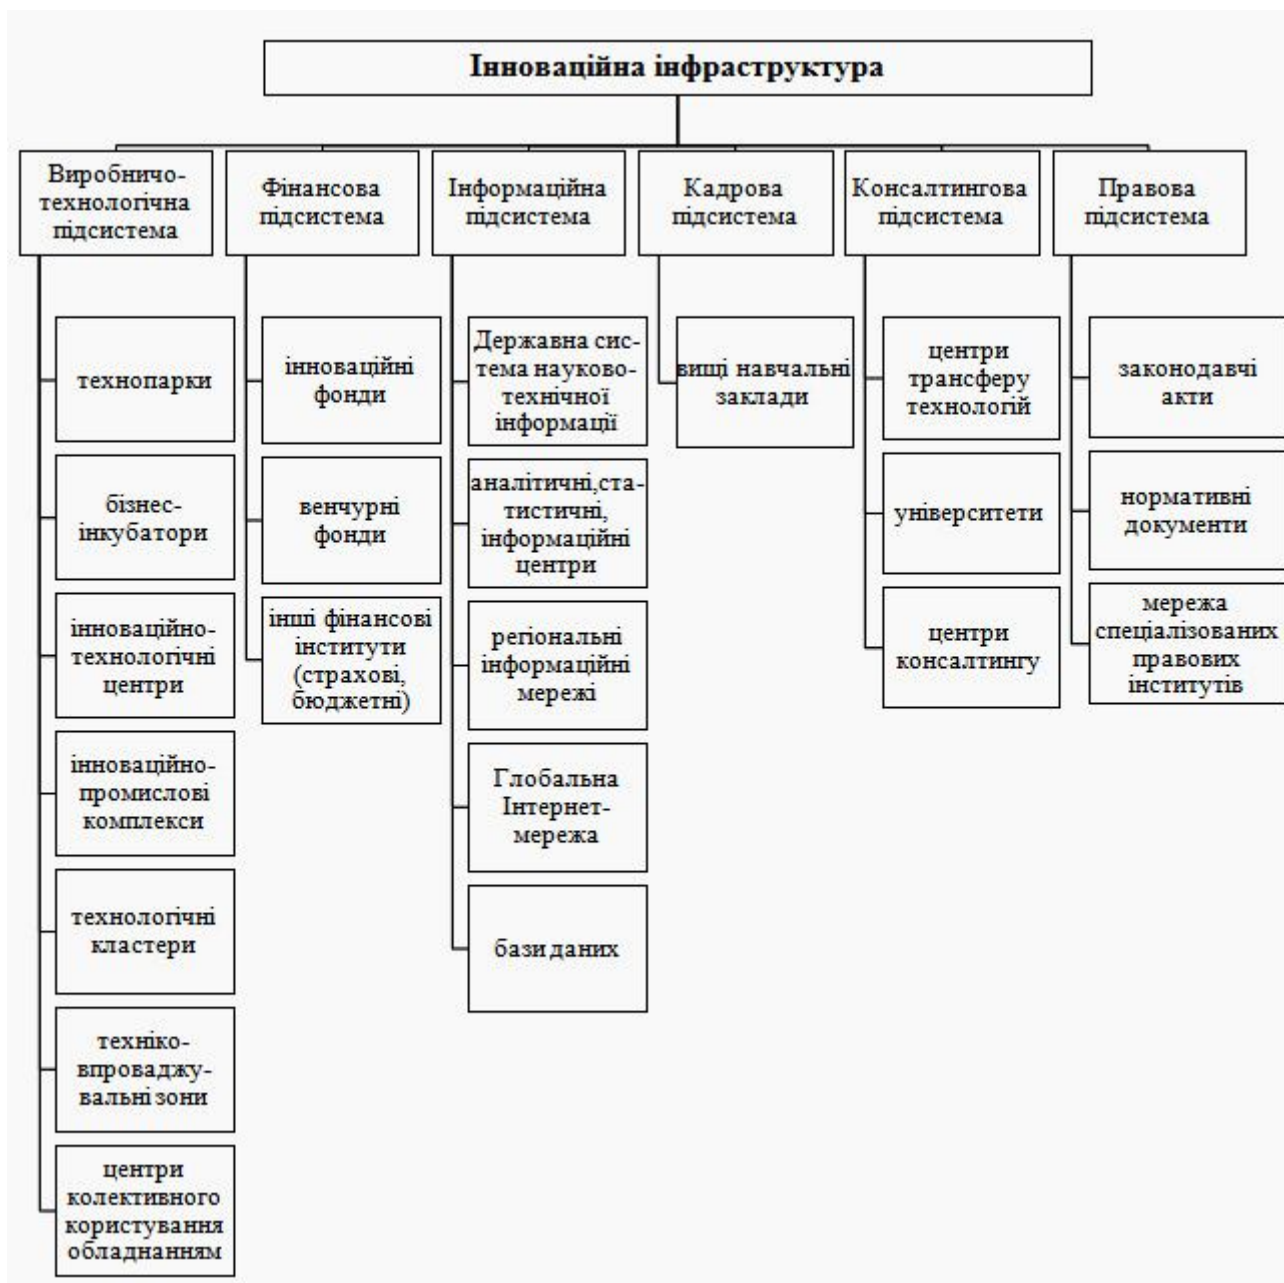 Інноваційна інфраструктура
Виробничо-
технологічна
підсистема
технопарки
бізнес-
інкубатори
інноваційно-
технологічні
центри
інноваційно-
промислові
комплекси
технологічні
кластери
техніко-
впроваджу-
вальні зони
центри
колективного
користування
обладнанням
Фінансова
підсистема
інноваційні
фонди
венчурні
фонди
інші фінансові
інститути
(страхові,
бюджетні)
Інформаційна
підсистема
Державна сис-
тема науково-
технічної
інформації
аналітичні,ста-
тистичні,
інформаційні
центри
регіональні
інформаційні
мережі
Глобальна
Інтернет-
мережа
бази даних
Кадрова
підсистема
вищі навчальні
заклади
Консалтингова
підсистема
центри
трансферу
технологій
університети
центри
консалтингу
Правова
підсистема
законодавчі
акти
нормативні
документи
мережа
спеціалізованих
правових
інститутів